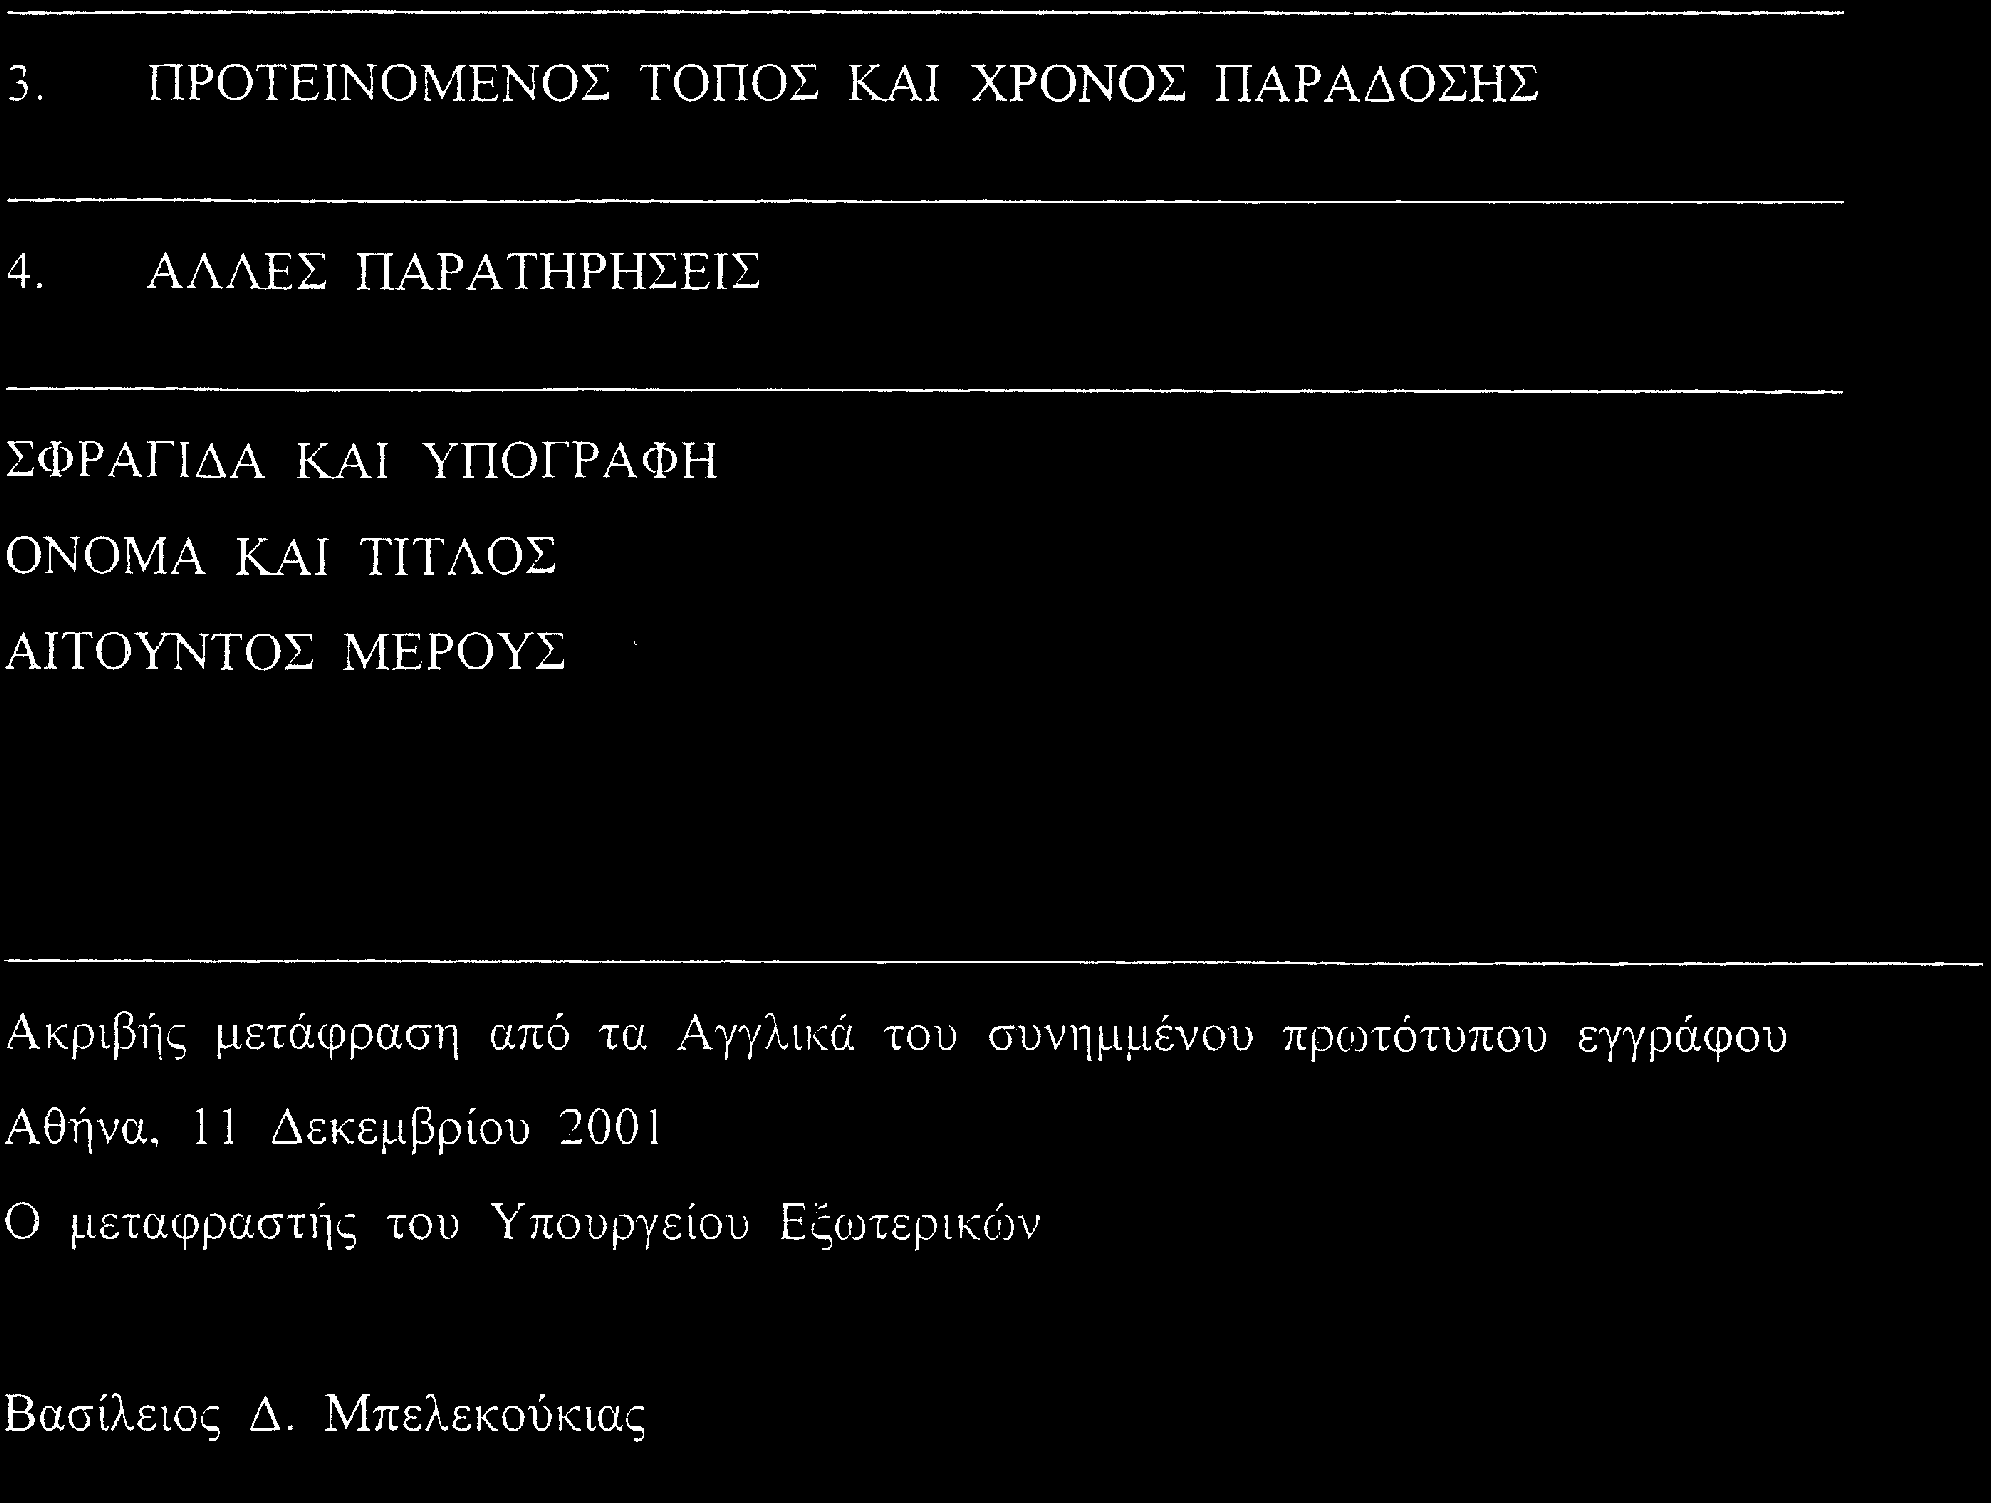 3. ΠΡΟΤΕΙΝΟΜΕΝΟΣ ΤΟΠΟΣ ΚΑΙ ΧΡΟΝΟΣ ΠΑΡΑΔΟΣΗΣ
4. ΑΛΛΕΣ ΠΑΡΑΤΗΡΗΣΕΙΣ
ΣΦΡΑΓΙΔΑ ΚΑΙ ΥΠΟΓΡΑΦΗ
ΟΝΟΜΑ ΚΑΙ ΤΙΤΛΟΣ
ΑΙΤΟΥΝΤΟΣ ΜΕΡΟΥΣ
Ακριβής μετάφραση από τα Αγγλικά του συνημμένου πρωτότυπου εγγράφου
Αθήνα, 11 Δεκεμβρίου 2001
Ο μεταφραστής του Υπουργείου Εξωτερικών
Βασίλειος Δ. Μπελεκούκιας